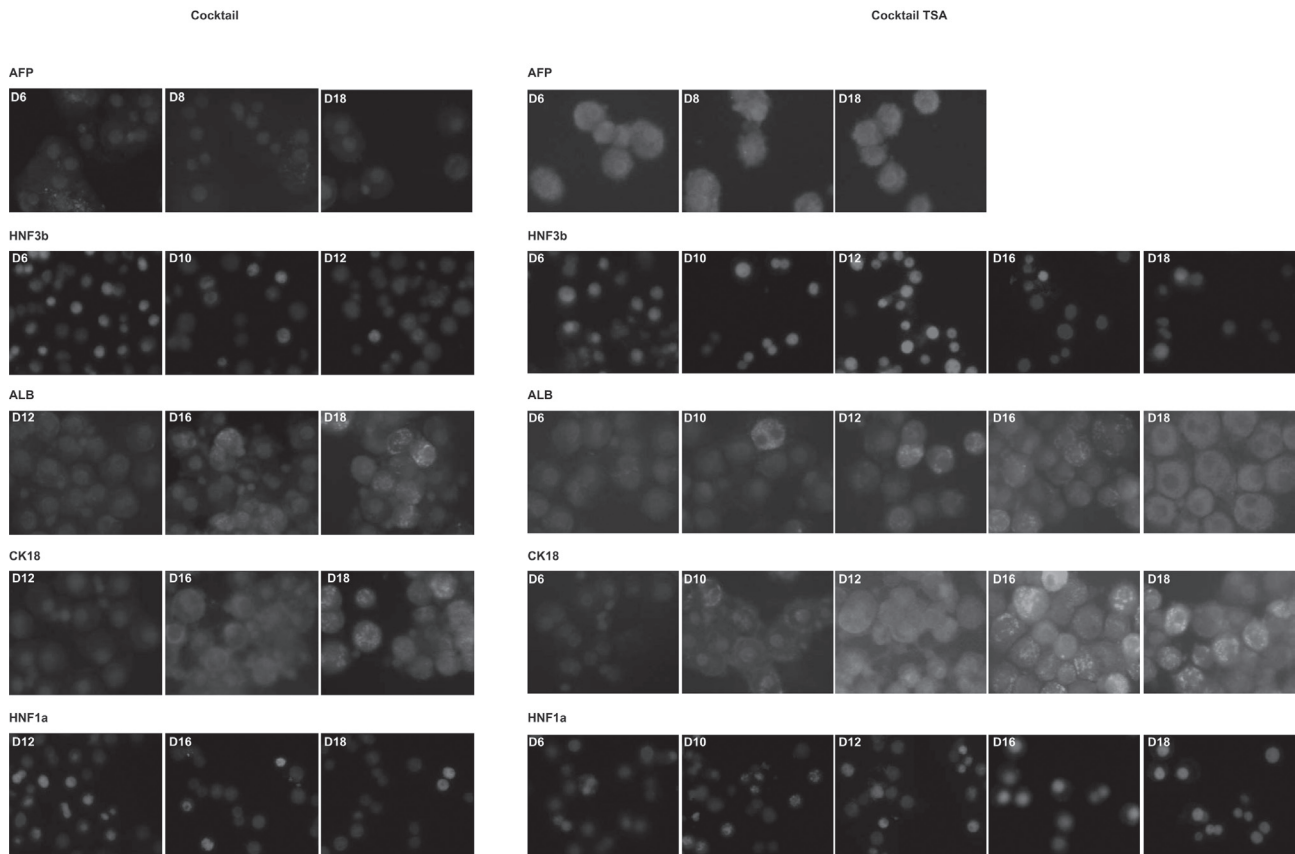 Cocktail
Cocktail TSA
AFP
D6 D8 D18
AFP
D6 D8 D18
HNF3b
D6 D10 D12
HNF3b
D6 D10 D12 D16 D18
ALB
D12 D16 D18
ALB
D6 D10 D12 D16 D18
CK18
D12 D16 D18
CK18
D6 D10 D12 D16 D18
HNF1a
D12 D16 D18
HNF1a
D6 D10 D12 D16 D18